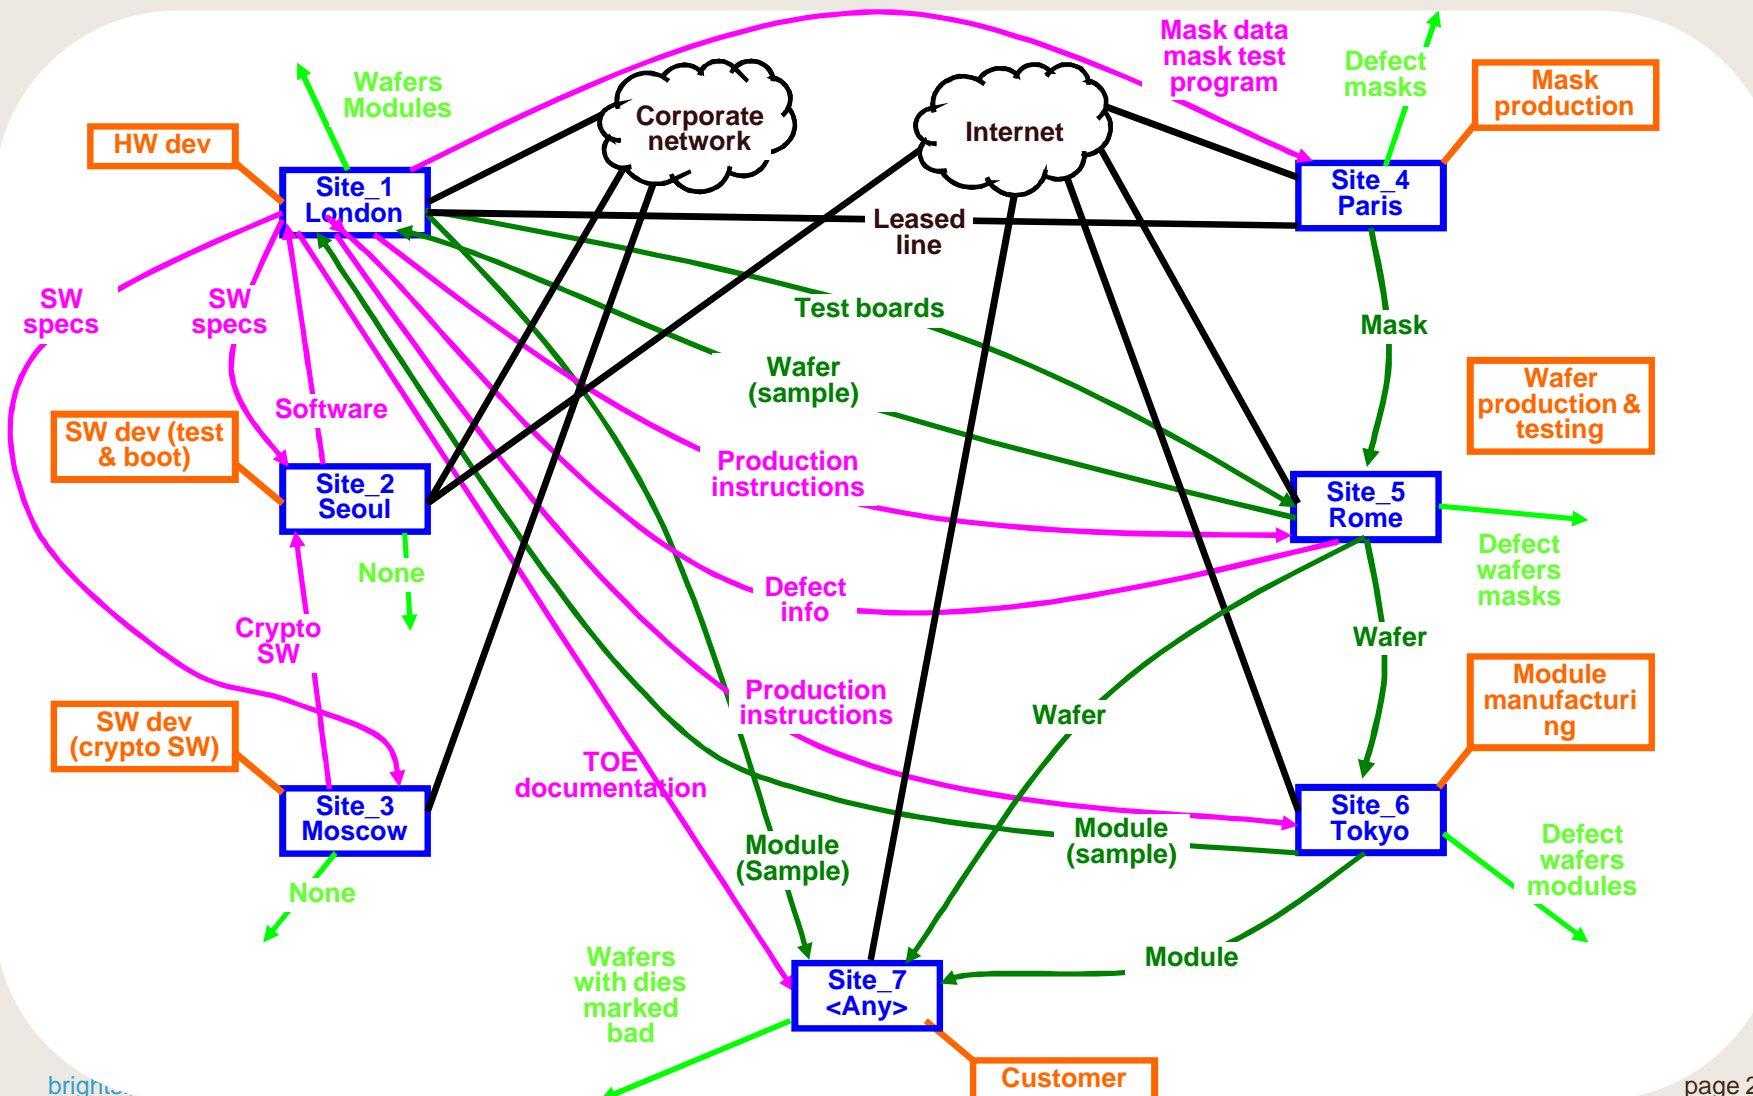 Mask data
mask test
program
Defect
masks
Mask
production
Wafers
Modules
Corporate
network
Internet
HW dev
Site_1
London
Site_4
Paris
Leased
line
SW
specs
SW
specs
Test boards
Mask
Wafer
(sample)
Wafer
production &
testing
Software
SW dev (test
& boot)
Production
instructions
Site_2
Seoul
Site_5
Rome
None
Defect
wafers
masks
Defect
info
Crypto
SW
Wafer
Module
manufacturi
ng
Production
instructions
Wafer
SW dev
(crypto SW)
TOE
documentation
Site_3
Moscow
Site_6
Tokyo
Module
(Sample)
Module
(sample)
Defect
wafers
modules
None
Wafers
with dies
marked
bad
Module
Site_7
<Any>
Customer
page 2